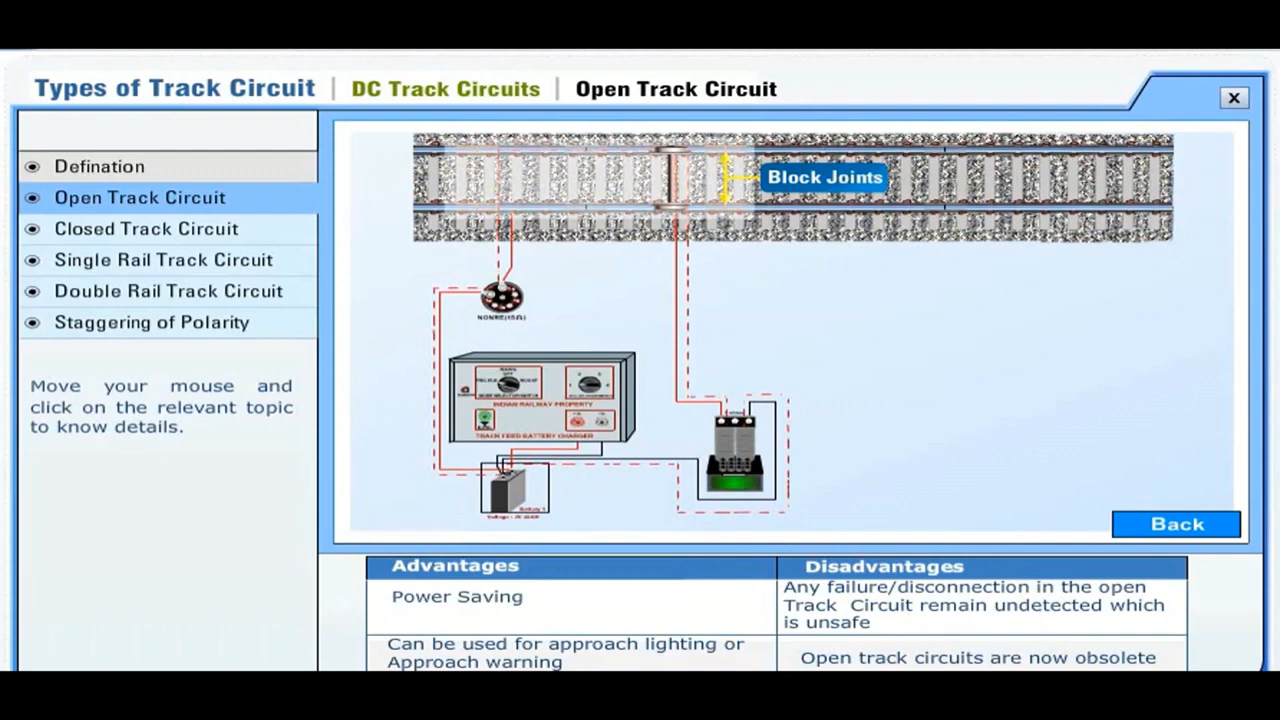 Types of Track Circuit | DC Track Circuits | Open Track Circuit
X
Defination
Open Track Circuit
Closed Track Circuit
Single Rail Track Circuit
Double Rail Track Circuit
Staggering of Polarity
Move your mouse and
click on the relevant topic
to know details.
Block Joints
INDIAN RAILWAY PROPERTY
TRACK FEED BATTERY CHARGER
Back
Advantages
Disadvantages
Power Saving
Any failure/disconnection in the open
Track Circuit remain undetected which
is unsafe
Can be used for approach lighting or
Approach warning
Open track circuits are now obsolete